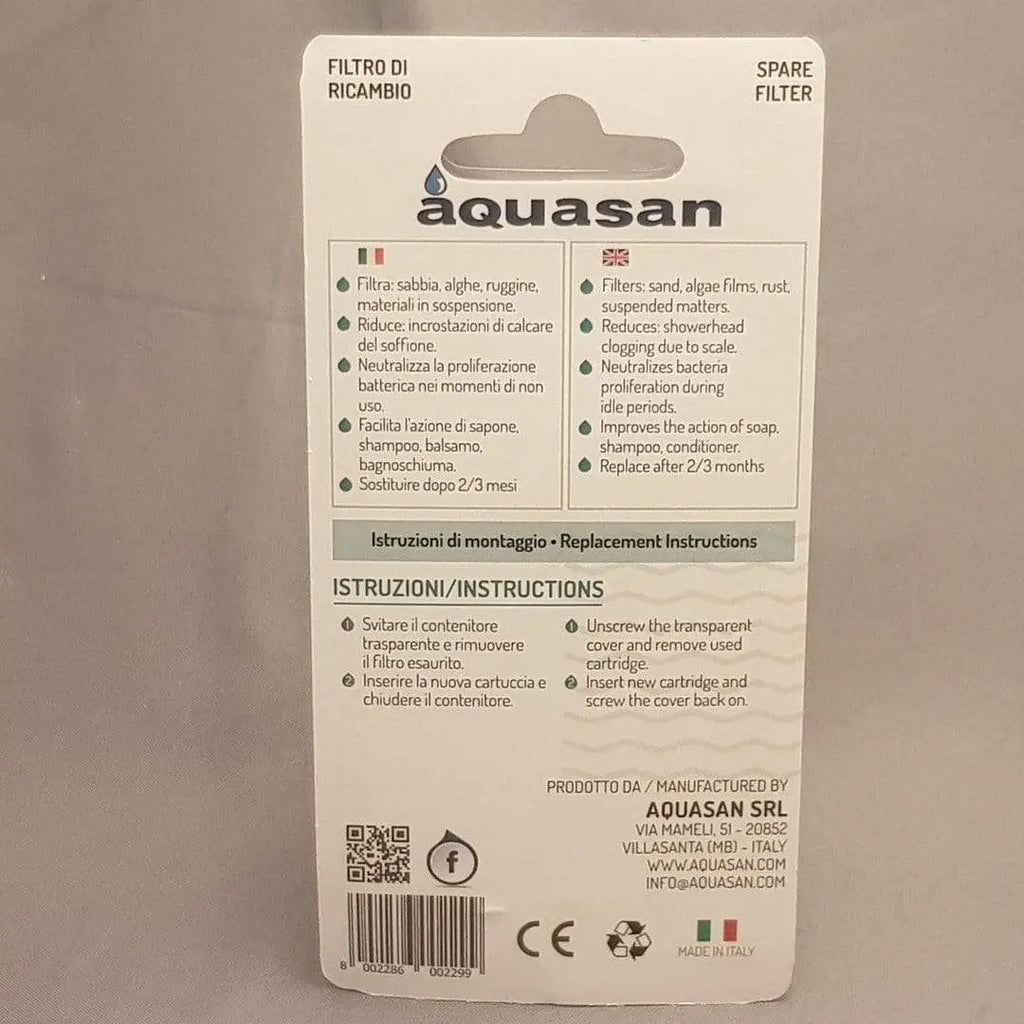 FILTRO DI
RICAMBIO
SPARE
FILTER
aquasan
Filtra: sabbia, alghe, ruggine,
materiali in sospensione.
Riduce: incrostazioni di calcare
del soffione.
Neutralizza la proliferazione
batterica nei momenti di non
uso.
Facilita l'azione di sapone,
shampoo, balsamo,
bagnoschiuma.
Sostituire dopo 2/3 mesi
Filters: sand, algae films, rust,
suspended matters.
Reduces: showerhead
clogging due to scale.
Neutralizes bacteria
proliferation during
idle periods.
Improves the action of soap,
shampoo, conditioner.
Replace after 2/3 months
Istruzioni di montaggio • Replacement Instructions
ISTRUZIONI/INSTRUCTIONS
1 Svitare il contenitore
trasparente e rimuovere
il filtro esaurito.
2 Inserire la nuova cartuccia e
chiudere il contenitore.
1 Unscrew the transparent
cover and remove used
cartridge.
2 Insert new cartridge and
screw the cover back on.
PRODOTTO DA / MANUFACTURED BY
AQUASAN SRL
VIA MAMELI, 51 - 20852
VILLASANTA (MB) - ITALY
WWW.AQUASAN.COM
INFO@AQUASAN.COM
f
8 002286 002299
CE
MADE IN ITALY